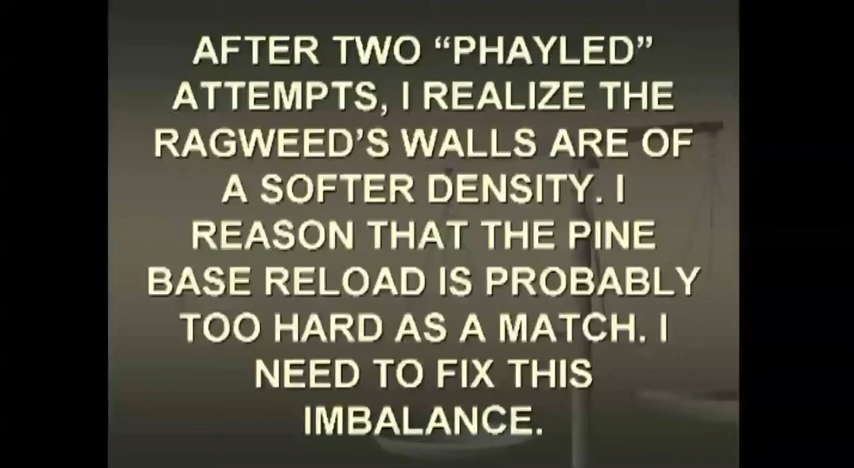 AFTER TWO “PHAYLED”
ATTEMPTS, I REALIZE THE
RAGWEED’S WALLS ARE OF
A SOFTER DENSITY. I
REASON THAT THE PINE
BASE RELOAD IS PROBABLY
TOO HARD AS A MATCH. I
NEED TO FIX THIS
IMBALANCE.